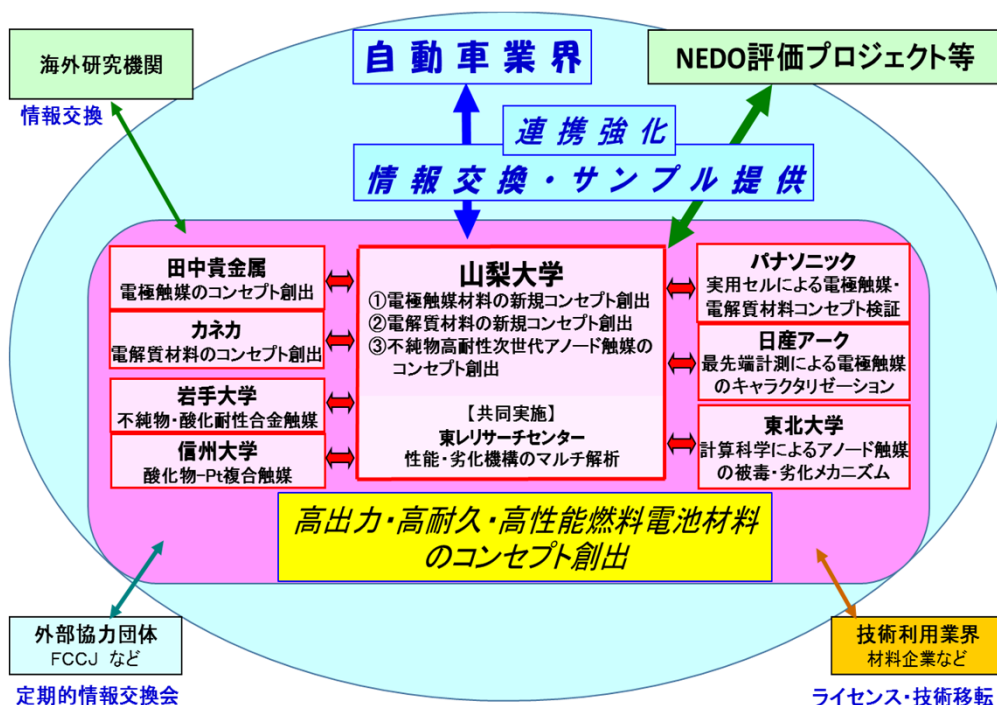 海外研究機関
情報交換
自動車業界
NEDO評価プロジェクト等
連携強化
情報交換・サンプル提供
田中貴金属
電極触媒のコンセプト創出
カネカ
電解質材料のコンセプト創出
岩手大学
不純物・酸化耐性合金触媒
信州大学
酸化物−Pt複合触媒
山梨大学
①電極触媒材料の新規コンセプト創出
②電解質材料の新規コンセプト創出
③不純物高耐性次世代アノード触媒の
コンセプト創出
【共同実施】
東レリサーチセンター
性能・劣化機構のマルチ解析
パナソニック
実用セルによる電極触媒・
電解質材料コンセプト検証
日産アーク
最先端計測による電極触媒
のキャラクタリゼーション
東北大学
計算科学によるアノード触媒
の被毒・劣化メカニズム
高出力・高耐久・高性能燃料電池材料
のコンセプト創出
外部協力団体
FCCJ など
定期的情報交換会
技術利用業界
材料企業など
ライセンス・技術移転